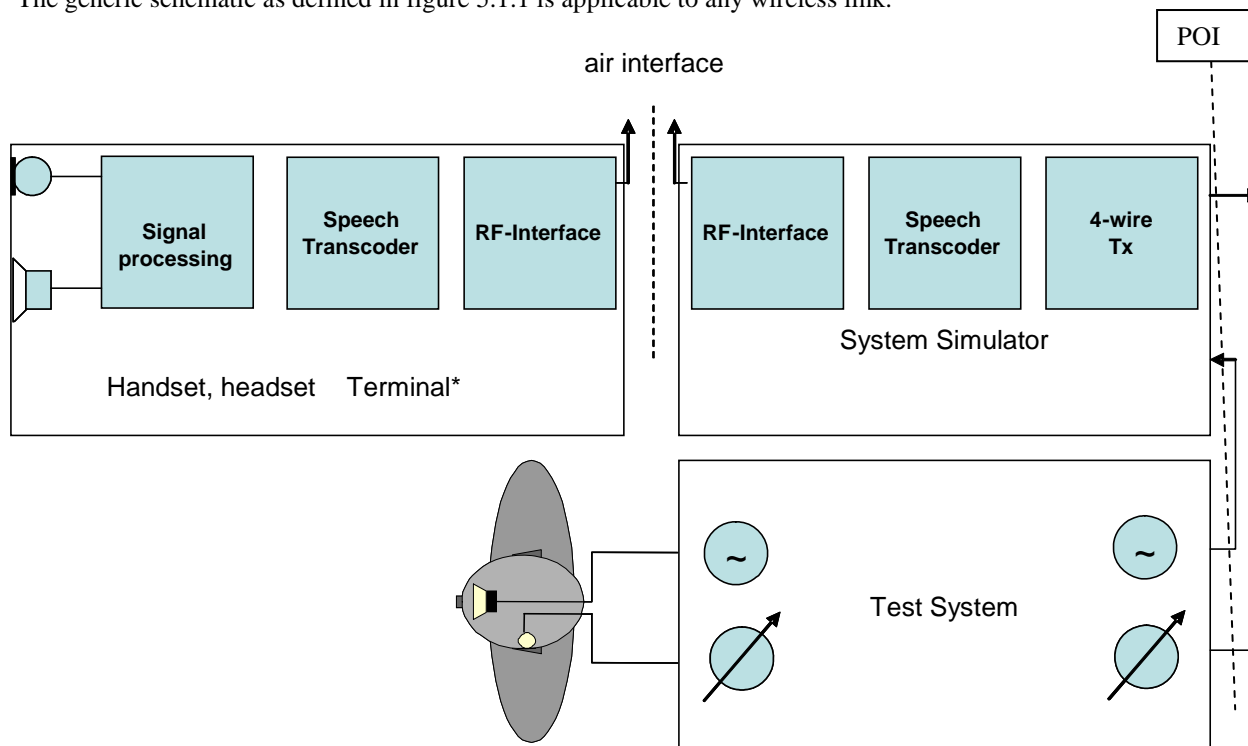 The generic schematic as defined in figure 5.1.1 is applicable to any wireless link.
POI
air interface
Signal
processing
Speech
Transcoder
RF-Interface
RF-Interface
Speech
Transcoder
4-wire
Tx
System Simulator
Handset, headset Terminal*
~
~
Test System